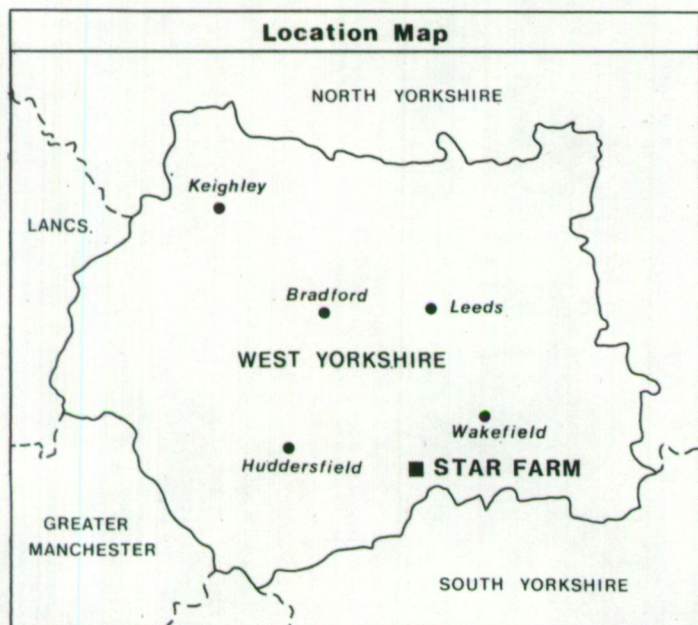 Location Map
NORTH YORKSHIRE
Keighley
LANCS.
Bradford
Leeds
WEST YORKSHIRE
Wakefield
Huddersfield
STAR FARM
GREATER
MANCHESTER
SOUTH YORKSHIRE